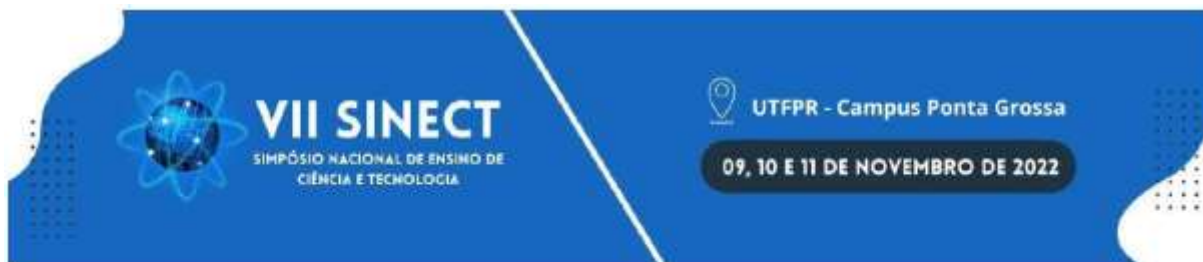 VII SINECT
SIMPÓSIO NACIONAL DE ENSINO DE
CIÊNCIA E TECNOLOGIA
UTFPR - Campus Ponta Grossa
09, 10 E 11 DE NOVEMBRO DE 2022